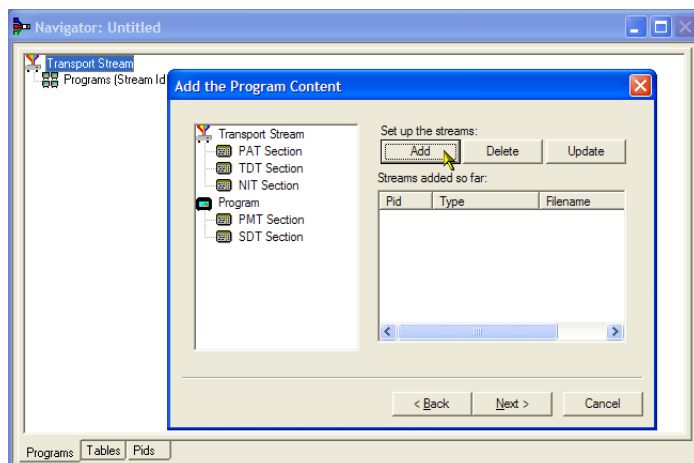 Navigator: Untitled
Transport Stream
Programs (Stream Id
Add the Program Content
Transport Stream
PAT Section
TDT Section
NIT Section
Program
PMT Section
SDT Section
Set up the streams:
Add
Delete
Update
Streams added so far:
Pid
Type
Filename
< Back
Next >
Cancel
Programs
Tables
Pids